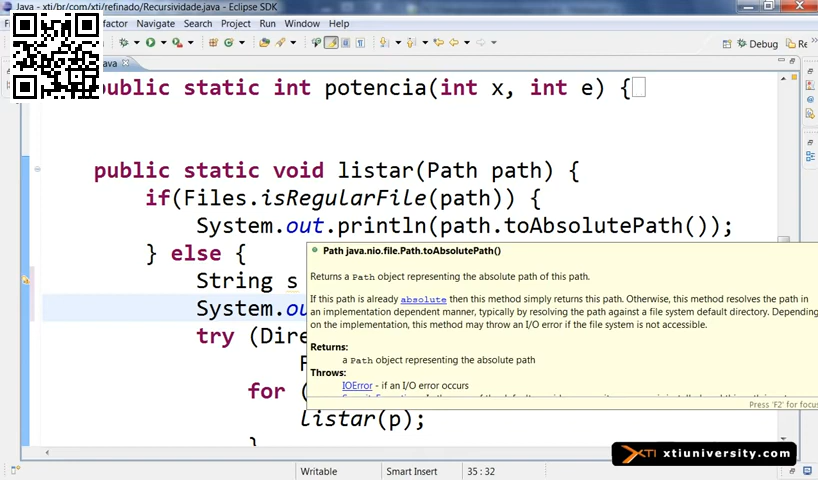 Java - xti/br/com/xti/refinado/Recursividade.java - Eclipse SDK
factor Navigate Search Project Run Window Help
Debug Re
ava
public static int potencia(int x, int e) {
public static void listar(Path path) {
if(Files.isRegularFile(path)) {
System.out.println(path.toAbsolutePath());
} else {
Path java.nio.file.Path.toAbsolutePath()
String s
Returns a Path object representing the absolute path of this path.
If this path is already absolute then this method simply returns this path. Otherwise, this method resolves the path in
System.ou
an implementation dependent manner, typically by resolving the path against a file system default directory. Depending
on the implementation, this method may throw an I/O error if the file system is not accessible.
try (Dire
Returns:
a Path object representing the absolute path
Throws:
IOError - if an I/O error occurs
for (
Press 'F2' for focus
listar(p);
}
XTI xtiuniversity.com
Writable Smart Insert 35 : 32